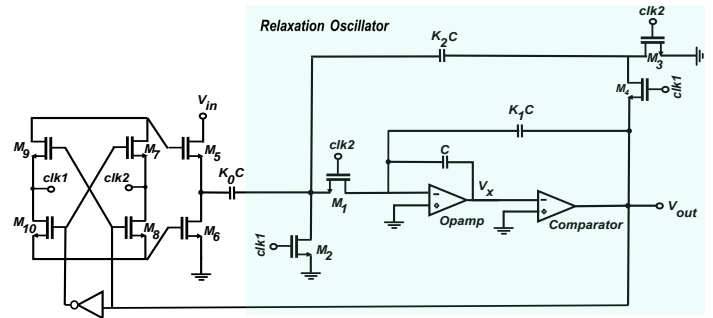 Relaxation Oscillator
clk2
K2C
M3
M4
clk1
Vin
K1C
M9
M7
M5
clk2
C
clk1
clk2
K0C
Vx
M1
Opamp
Comparator
Vout
M10
M8
M6
clk1
M2